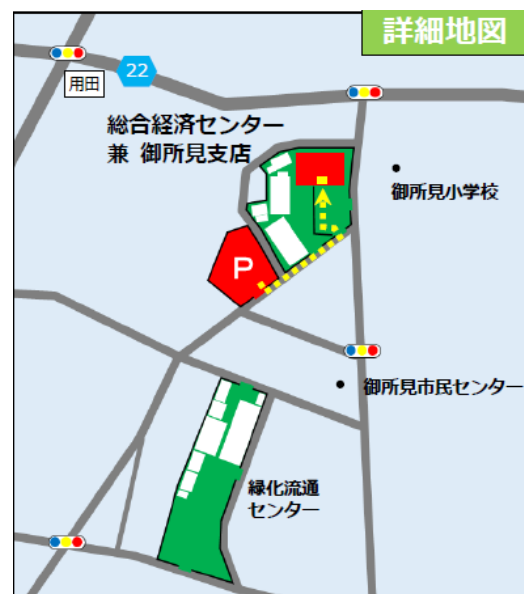 詳細地図
22
用田
総合経済センター
兼 御所見支店
御所見小学校
P
御所見市民センター
緑化流通
センター